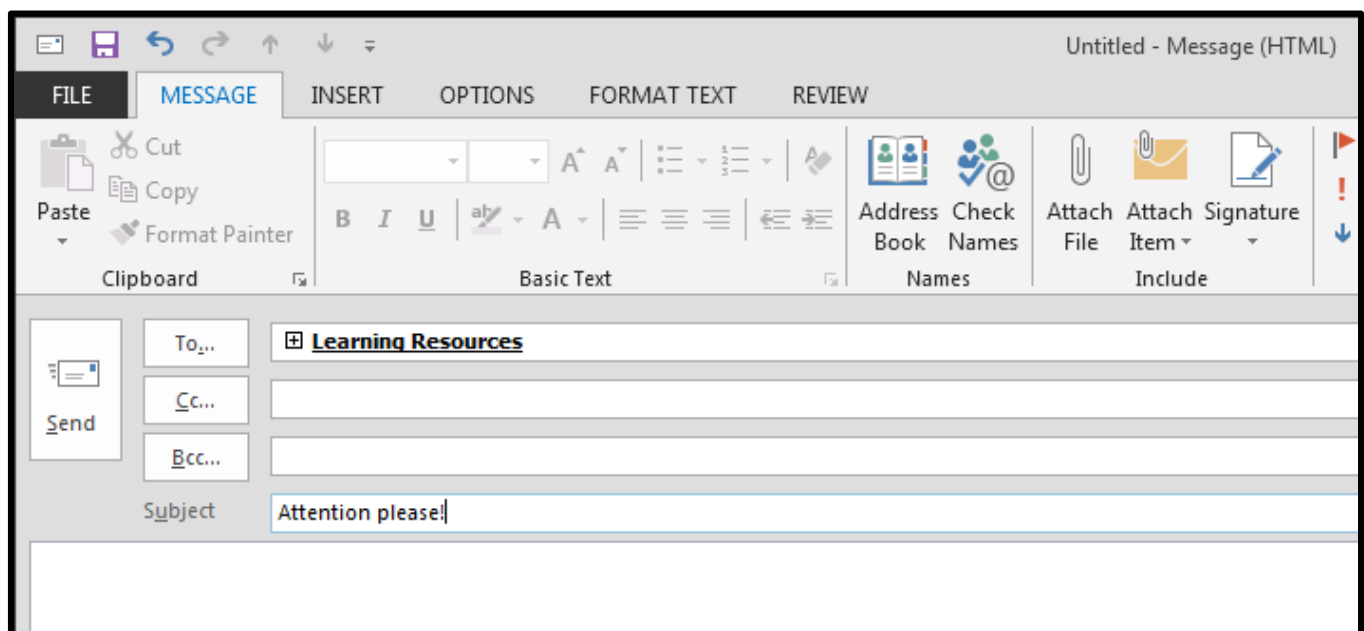 Untitled - Message (HTML)
FILE MESSAGE INSERT OPTIONS FORMAT TEXT REVIEW
Paste
Cut
Copy
Format Painter
Clipboard
B I U
Basic Text
Address Book
Check Names
Names
Attach File
Attach Item
Signature
Include
Send
To...
Learning Resources
Cc...
Bcc...
Subject
Attention please!